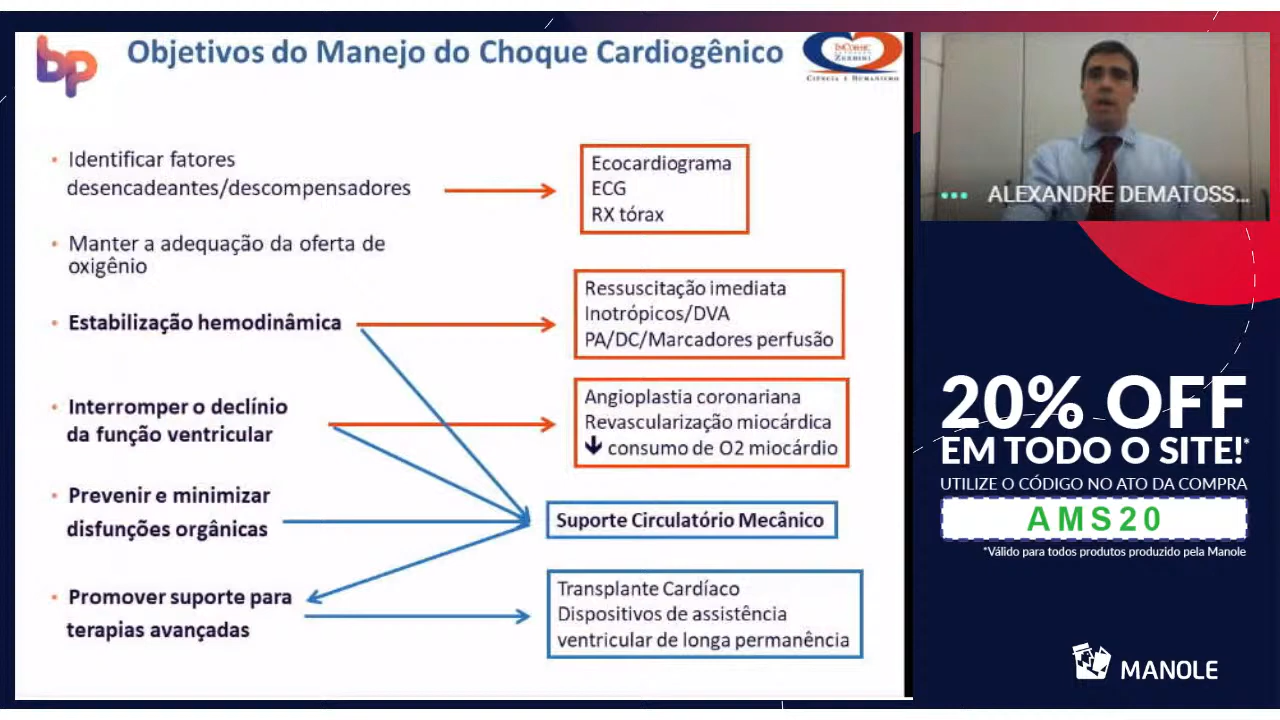 bp
Objetivos do Manejo do Choque Cardiogênico
ZERBINI
CIÊNCIA E HUMANISMO
• Identificar fatores
desencadeantes/descompensadores
Ecocardiograma
ECG
RX tórax
• Manter a adequação da oferta de
oxigênio
• Estabilização hemodinâmica
Ressuscitação imediata
Inotrópicos/DVA
PA/DC/Marcadores perfusão
• Interromper o declínio
da função ventricular
Angioplastia coronariana
Revascularização miocárdica
↓ consumo de O2 miocárdio
• Prevenir e minimizar
disfunções orgânicas
Suporte Circulatório Mecânico
• Promover suporte para
terapias avançadas
Transplante Cardíaco
Dispositivos de assistência
ventricular de longa permanência
ALEXANDRE DEMATOSS...
20% OFF
EM TODO O SITE!*
UTILIZE O CÓDIGO NO ATO DA COMPRA
AMS20
*Válido para todos produtos produzido pela Manole
MANOLE